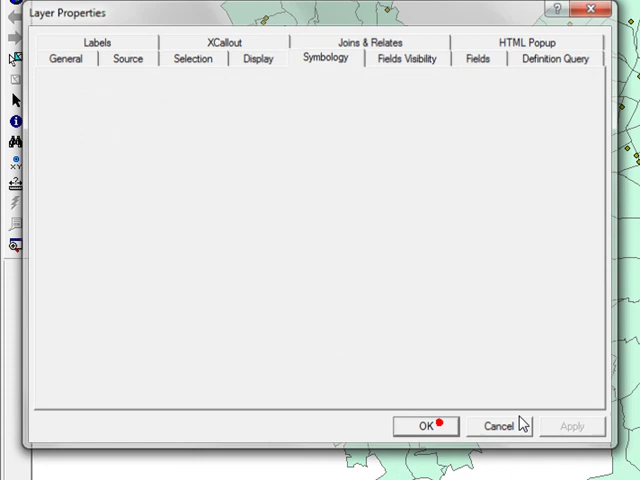 Layer Properties
Labels XCallout Joins & Relates HTML Popup
General Source Selection Display Symbology Fields Visibility Fields Definition Query
OK Cancel Apply